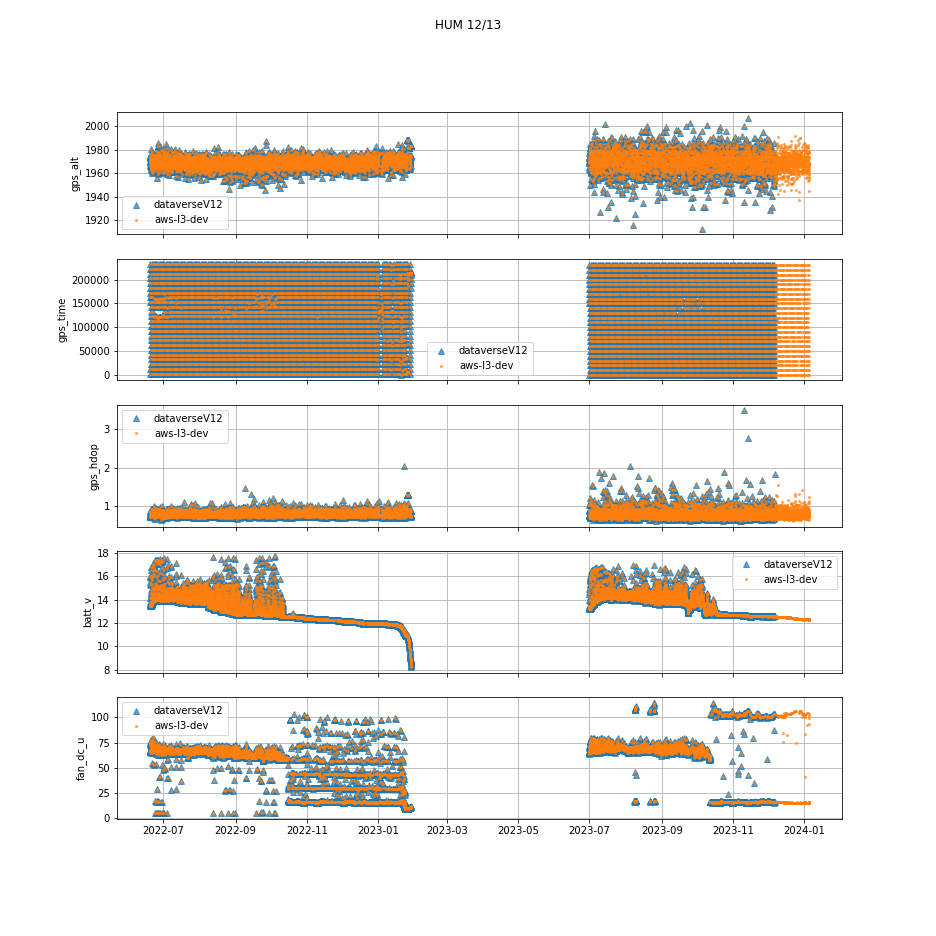 HUM 12/13
gps_alt
2000
1980
1960
1940
1920
dataverseV12
aws-l3-dev
gps_time
200000
150000
100000
50000
0
dataverseV12
aws-l3-dev
gps_hdop
3
2
1
dataverseV12
aws-l3-dev
batt_v
18
16
14
12
10
8
dataverseV12
aws-l3-dev
fan_dc_u
100
75
50
25
0
dataverseV12
aws-l3-dev
2022-07 2022-09 2022-11 2023-01 2023-03 2023-05 2023-07 2023-09 2023-11 2024-01